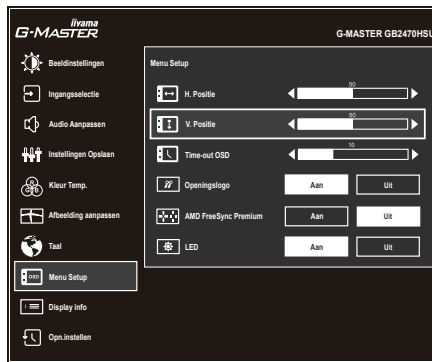 iiyama
G-MASTER
G-MASTER GB2470HSU
Beeldinstellingen
Ingangsselectie
Audio Aanpassen
Instellingen Opslaan
R
G B
Kleur Temp.
Afbeelding aanpassen
Taal
OSD
Menu Setup
Display info
Opn.instellen
Menu Setup
H. Positie
50
V. Positie
50
Time-out OSD
10
Openingslogo
Aan
Uit
AMD FreeSync Premium
Aan
Uit
LED
Aan
Uit